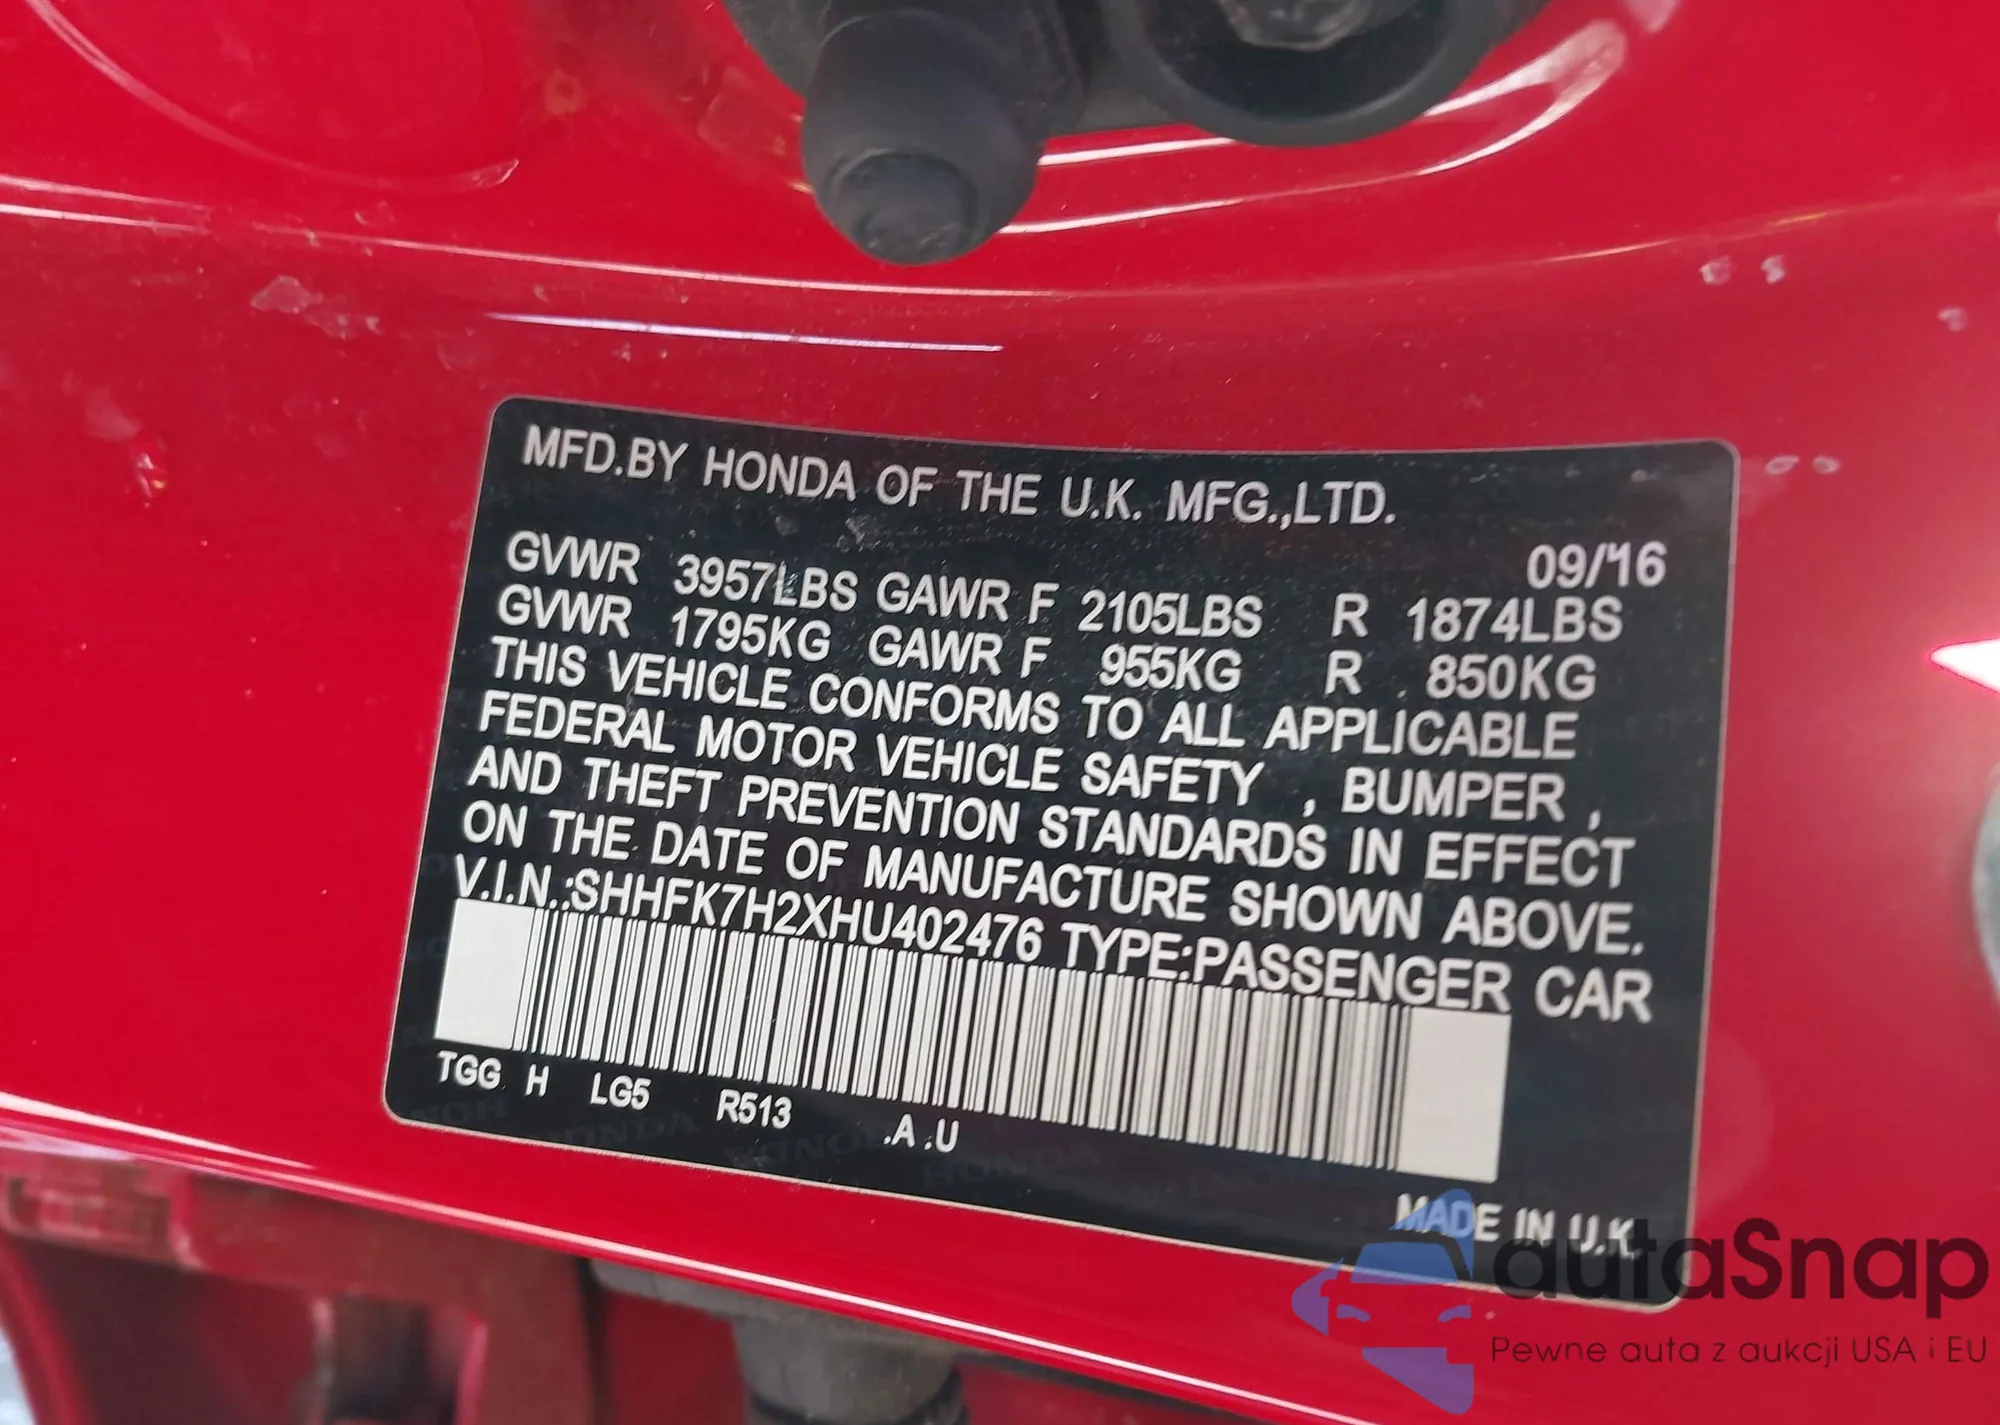 MFD.BY HONDA OF THE U.K. MFG.,LTD.
09/'16
GVWR 3957LBS GAWR F 2105LBS R 1874LBS
GVWR 1795KG GAWR F 955KG R 850KG
THIS VEHICLE CONFORMS TO ALL APPLICABLE
FEDERAL MOTOR VEHICLE SAFETY , BUMPER ,
AND THEFT PREVENTION STANDARDS IN EFFECT
ON THE DATE OF MANUFACTURE SHOWN ABOVE.
V.I.N.:SHHFK7H2XHU402476 TYPE:PASSENGER CAR
TGG H LG5 R513 .A .U
HONDA
MADE IN U.K.
autaSnap
Pewne auta z aukcji USA i EU